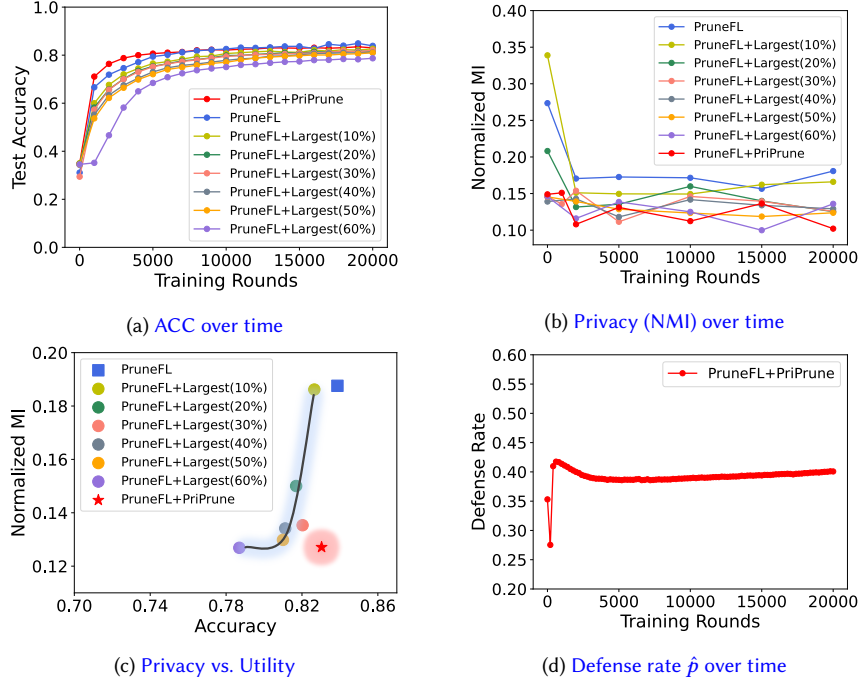 1.0
0.8
0.6
0.4
0.2
0.0
Test Accuracy
PruneFL+PriPrune
PruneFL
PruneFL+Largest(10%)
PruneFL+Largest(20%)
PruneFL+Largest(30%)
PruneFL+Largest(40%)
PruneFL+Largest(50%)
PruneFL+Largest(60%)
0 5000 10000 15000 20000
Training Rounds
(a) ACC over time
0.40
0.35
0.30
0.25
0.20
0.15
0.10
Normalized MI
PruneFL
PruneFL+Largest(10%)
PruneFL+Largest(20%)
PruneFL+Largest(30%)
PruneFL+Largest(40%)
PruneFL+Largest(50%)
PruneFL+Largest(60%)
PruneFL+PriPrune
0 5000 10000 15000 20000
Training Rounds
(b) Privacy (NMI) over time
0.20
0.18
0.16
0.14
0.12
Normalized MI
PruneFL
PruneFL+Largest(10%)
PruneFL+Largest(20%)
PruneFL+Largest(30%)
PruneFL+Largest(40%)
PruneFL+Largest(50%)
PruneFL+Largest(60%)
PruneFL+PriPrune
0.70 0.74 0.78 0.82 0.86
Accuracy
(c) Privacy vs. Utility
0.60
0.55
0.50
0.45
0.40
0.35
0.30
0.25
0.20
Defense Rate
PruneFL+PriPrune
0 5000 10000 15000 20000
Training Rounds
(d) Defense rate p̂ over time